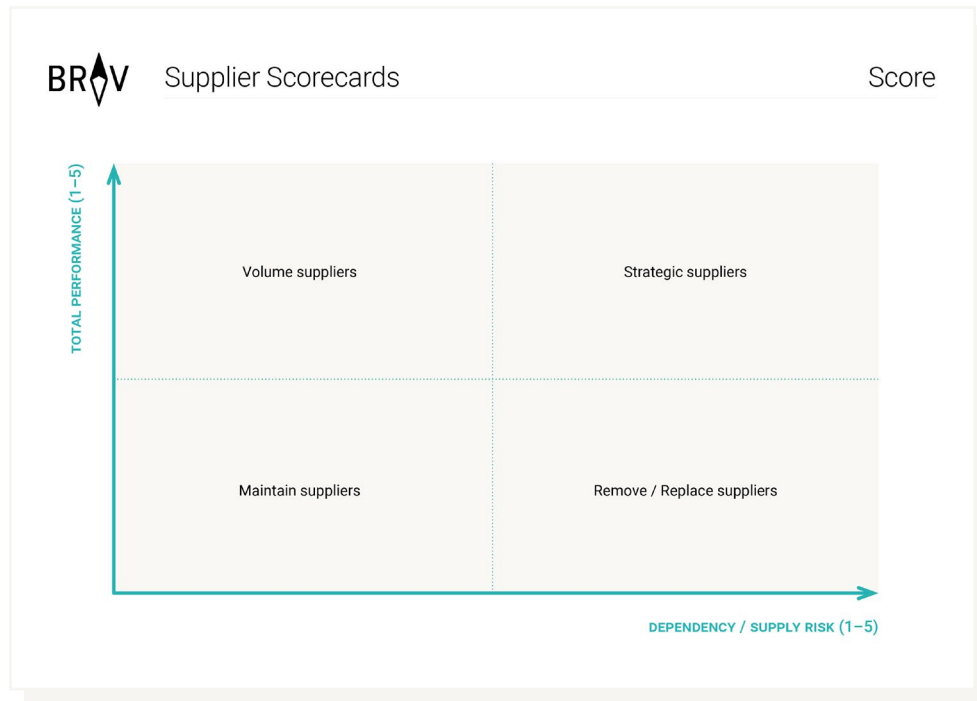 BRAV
Supplier Scorecards
Score
TOTAL PERFORMANCE (1–5)
Volume suppliers
Strategic suppliers
Maintain suppliers
Remove / Replace suppliers
DEPENDENCY / SUPPLY RISK (1–5)